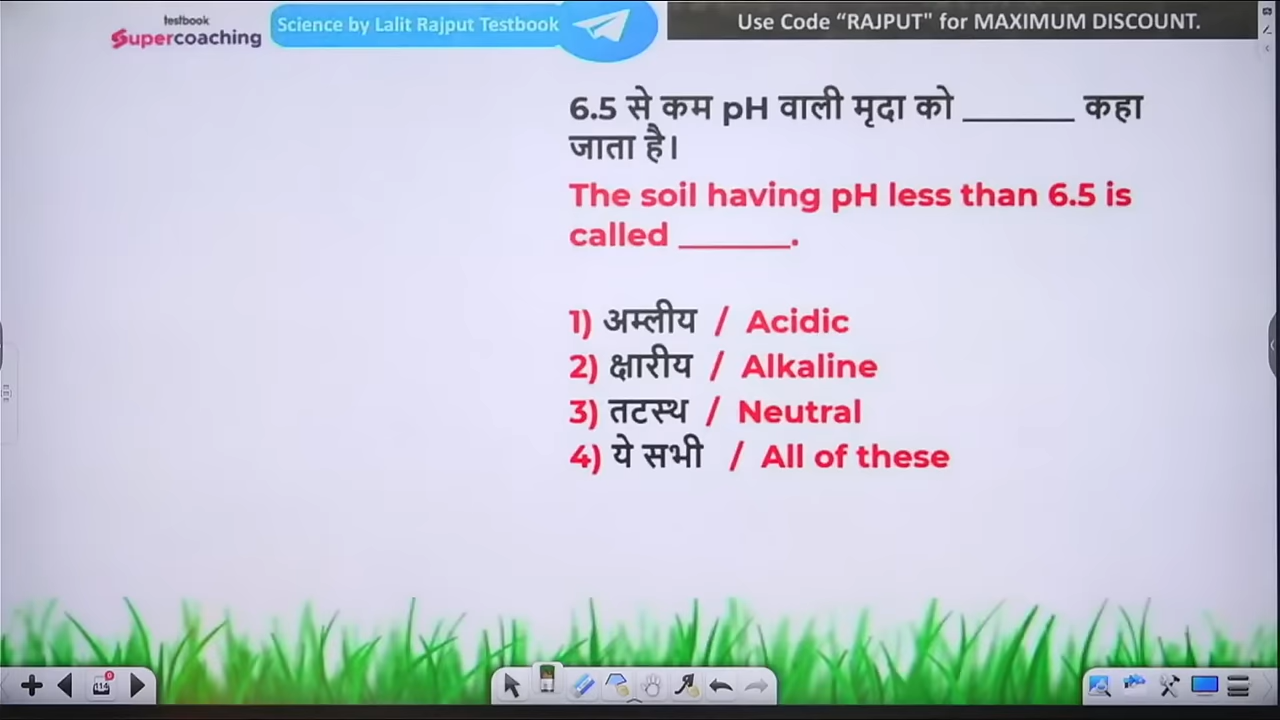 testbook
Supercoaching
Science by Lalit Rajput Testbook
Use Code “RAJPUT" for MAXIMUM DISCOUNT.
6.5 से कम pH वाली मृदा को _______ कहा
जाता है।
The soil having pH less than 6.5 is
called _______.
1) अम्लीय / Acidic
2) क्षारीय / Alkaline
3) तटस्थ / Neutral
4) ये सभी / All of these
114